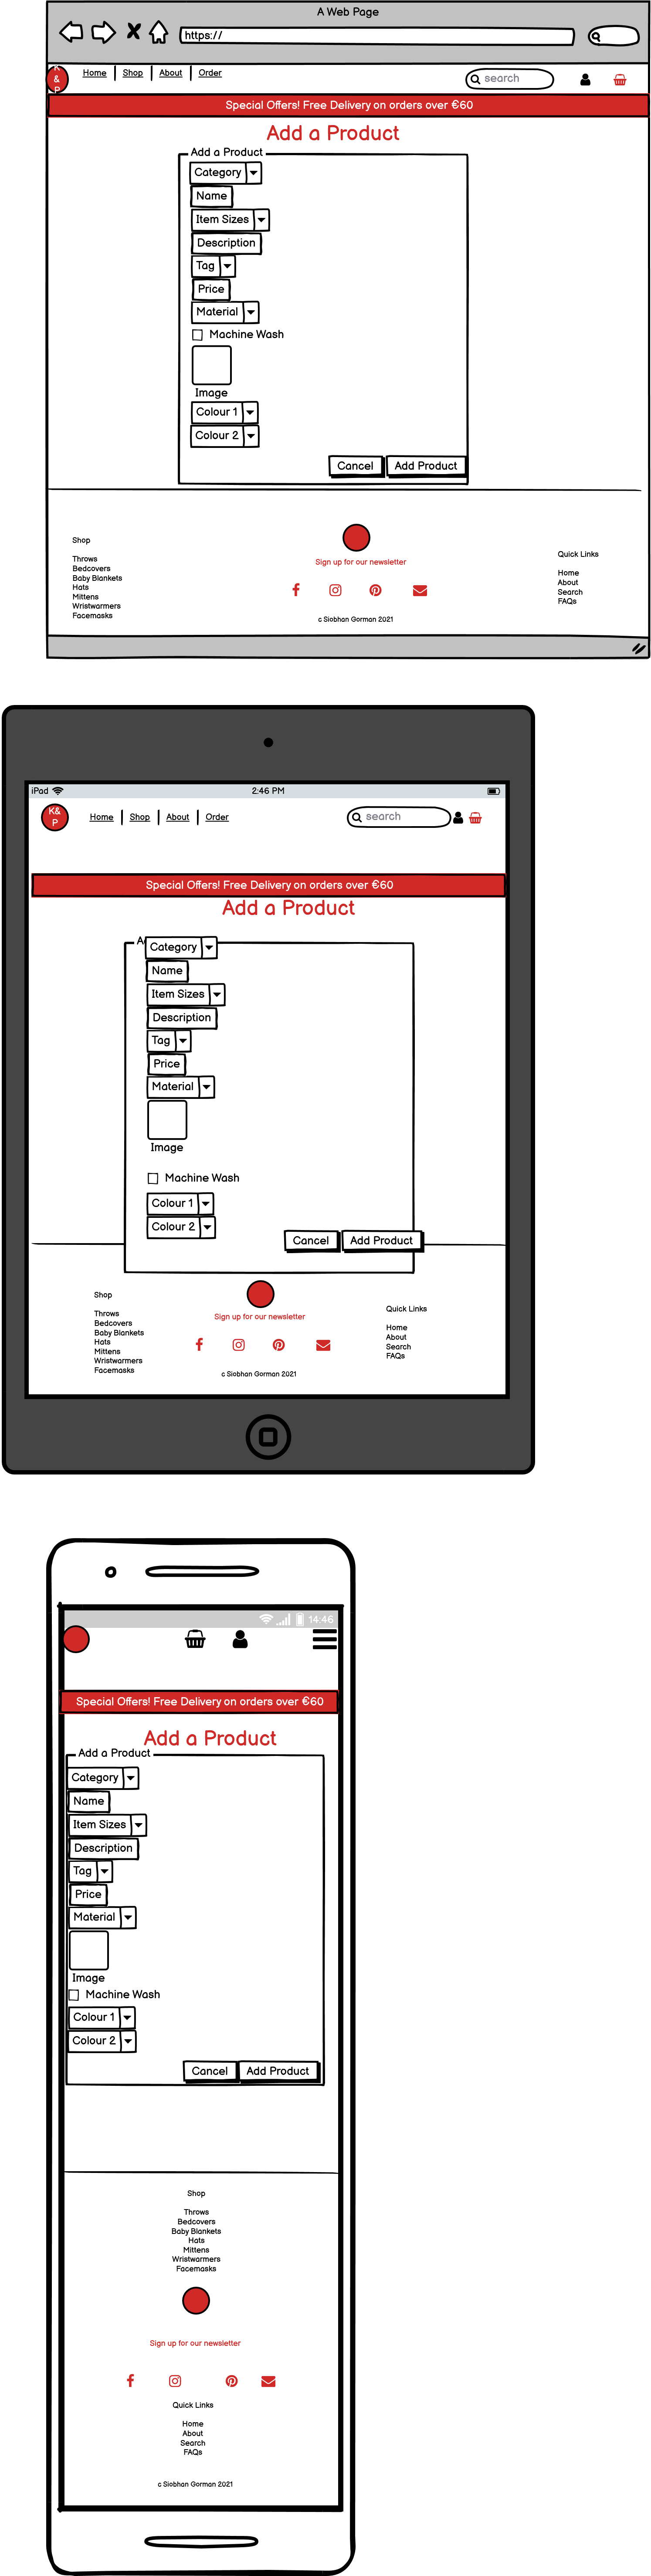 A Web Page
https://
K
&
P
Home Shop About Order
search
Special Offers! Free Delivery on orders over €60
Add a Product
Add a Product
Category
Name
Item Sizes
Description
Tag
Price
Material
Machine Wash
Image
Colour 1
Colour 2
Cancel Add Product
Shop
Throws
Bedcovers
Baby Blankets
Hats
Mittens
Wristwarmers
Facemasks
Sign up for our newsletter
c Siobhan Gorman 2021
Quick Links
Home
About
Search
FAQs
iPad 2:46 PM
K&
P
Home Shop About Order
search
Special Offers! Free Delivery on orders over €60
Add a Product
A
Category
Name
Item Sizes
Description
Tag
Price
Material
Image
Machine Wash
Colour 1
Colour 2
Cancel Add Product
Shop
Throws
Bedcovers
Baby Blankets
Hats
Mittens
Wristwarmers
Facemasks
Sign up for our newsletter
c Siobhan Gorman 2021
Quick Links
Home
About
Search
FAQs
14:46
Special Offers! Free Delivery on orders over €60
Add a Product
Add a Product
Category
Name
Item Sizes
Description
Tag
Price
Material
Image
Machine Wash
Colour 1
Colour 2
Cancel Add Product
Shop
Throws
Bedcovers
Baby Blankets
Hats
Mittens
Wristwarmers
Facemasks
Sign up for our newsletter
Quick Links
Home
About
Search
FAQs
c Siobhan Gorman 2021